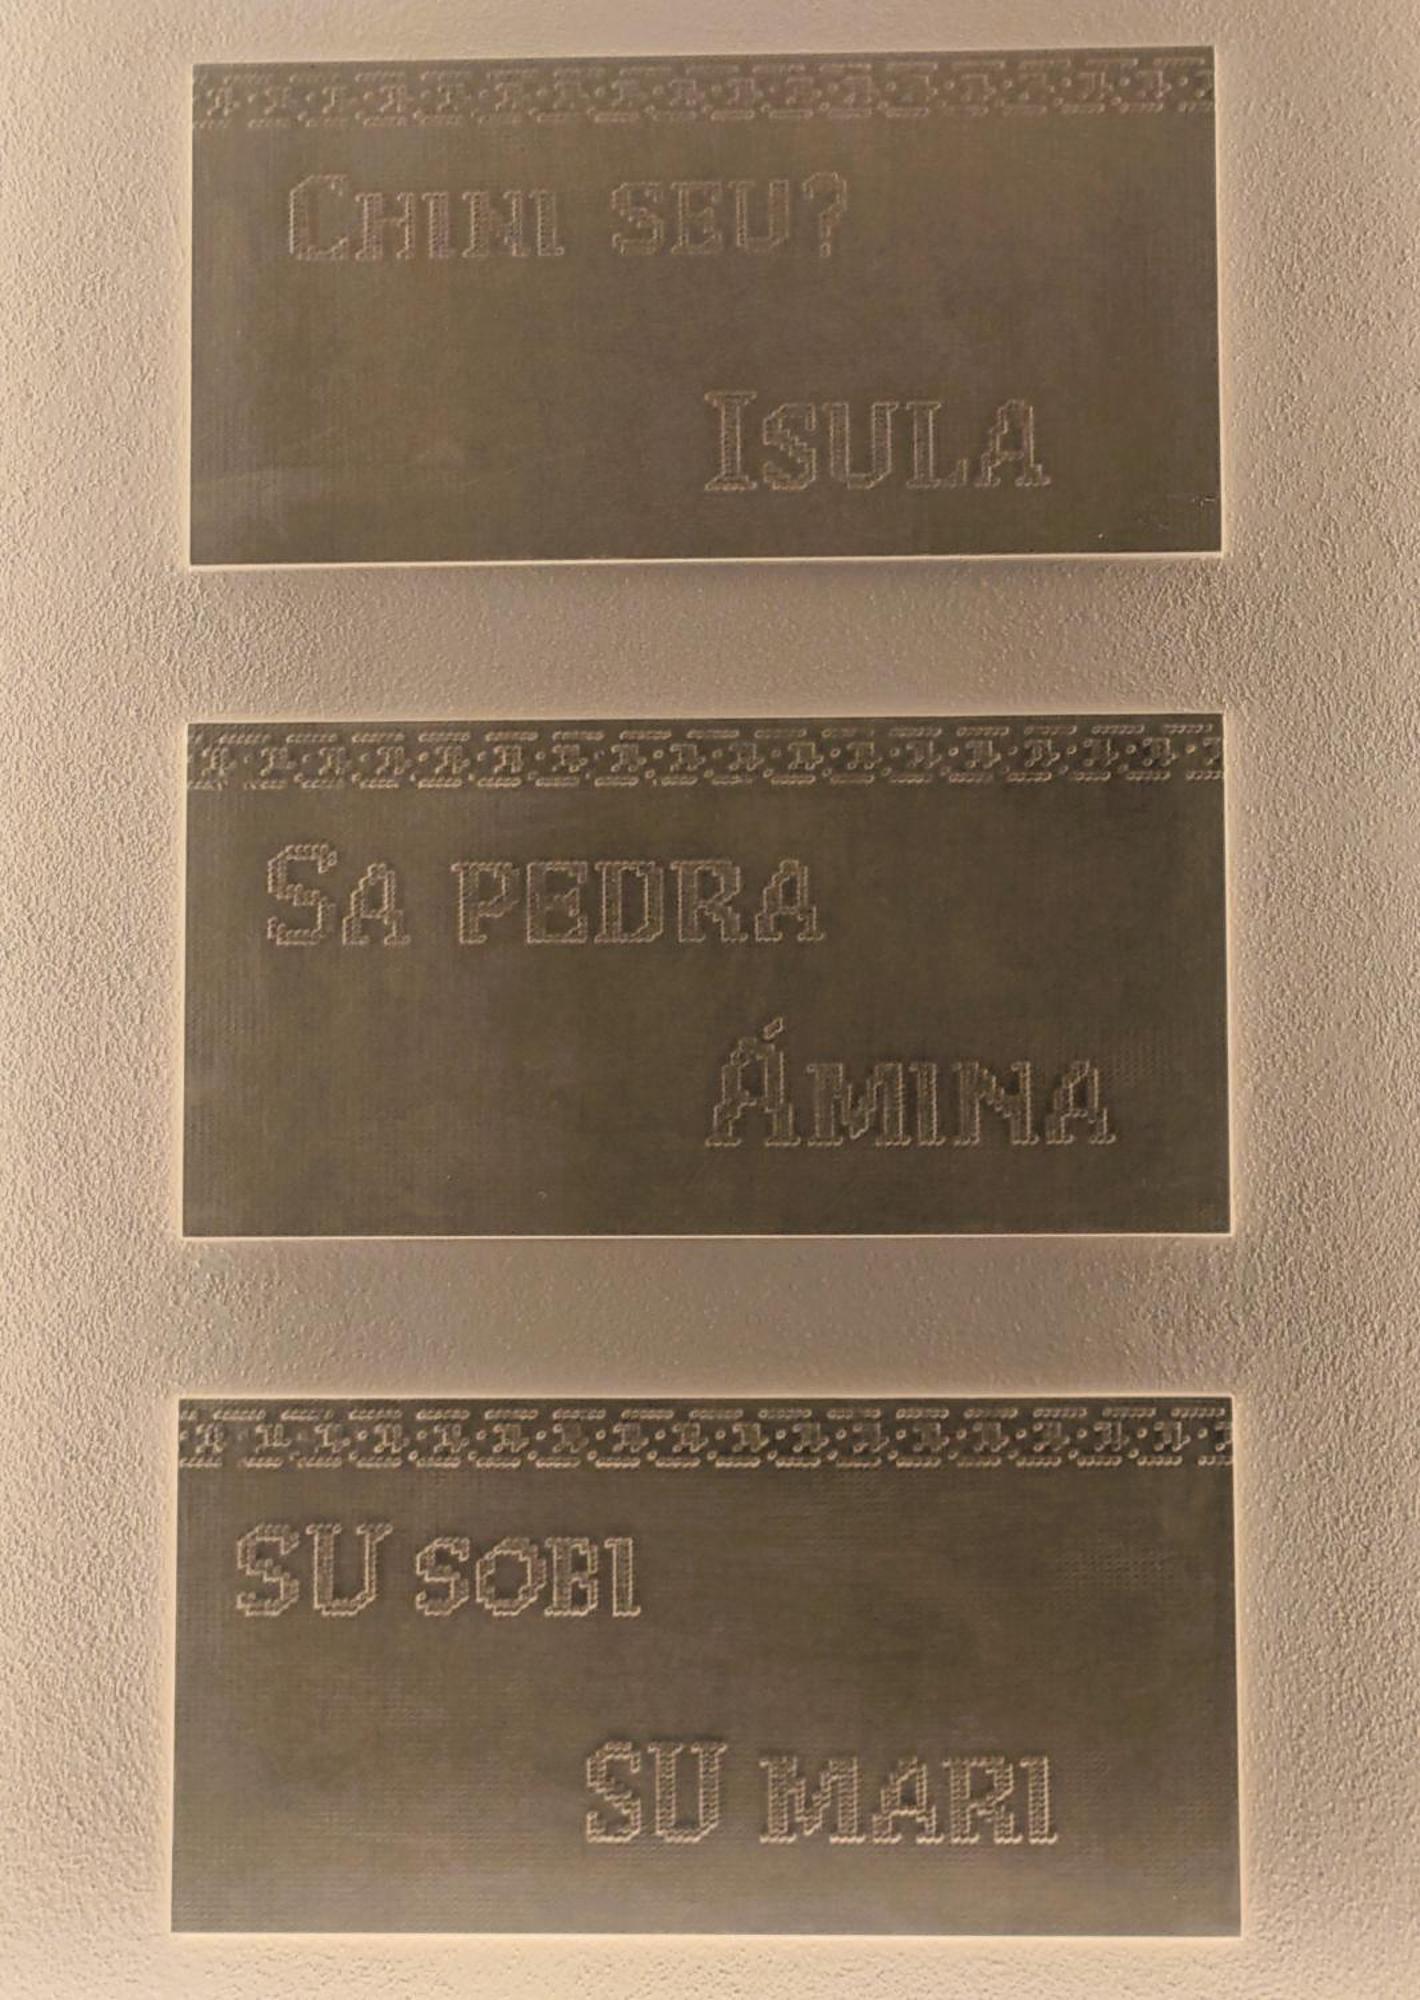 Chini seu?
Isula
Sa pedra
Ámina
SU sobi
SU mari